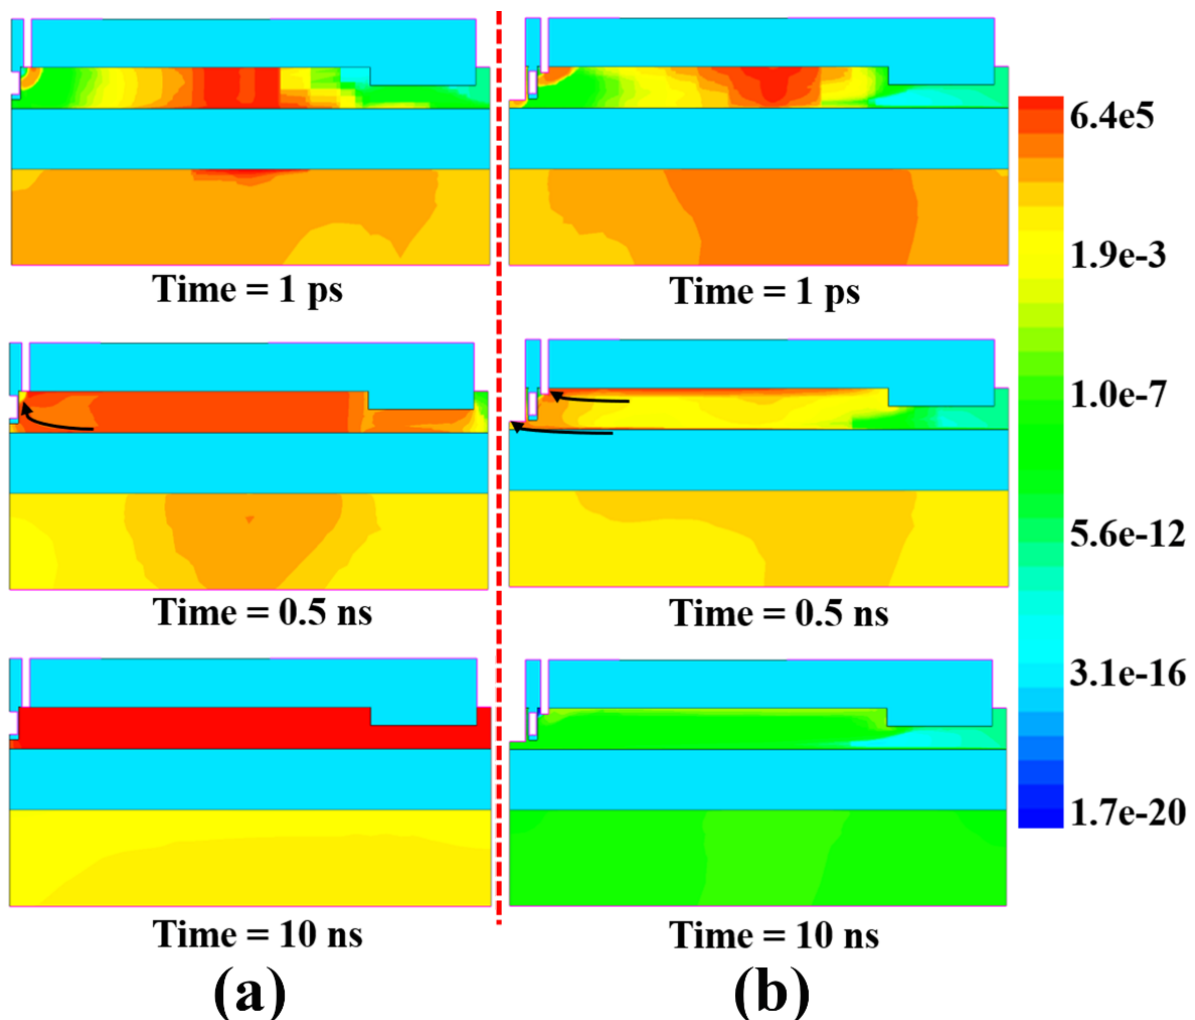 Time = 1 ps
Time = 1 ps
Time = 0.5 ns
Time = 0.5 ns
Time = 10 ns
Time = 10 ns
(a)
(b)
6.4e5
1.9e-3
1.0e-7
5.6e-12
3.1e-16
1.7e-20